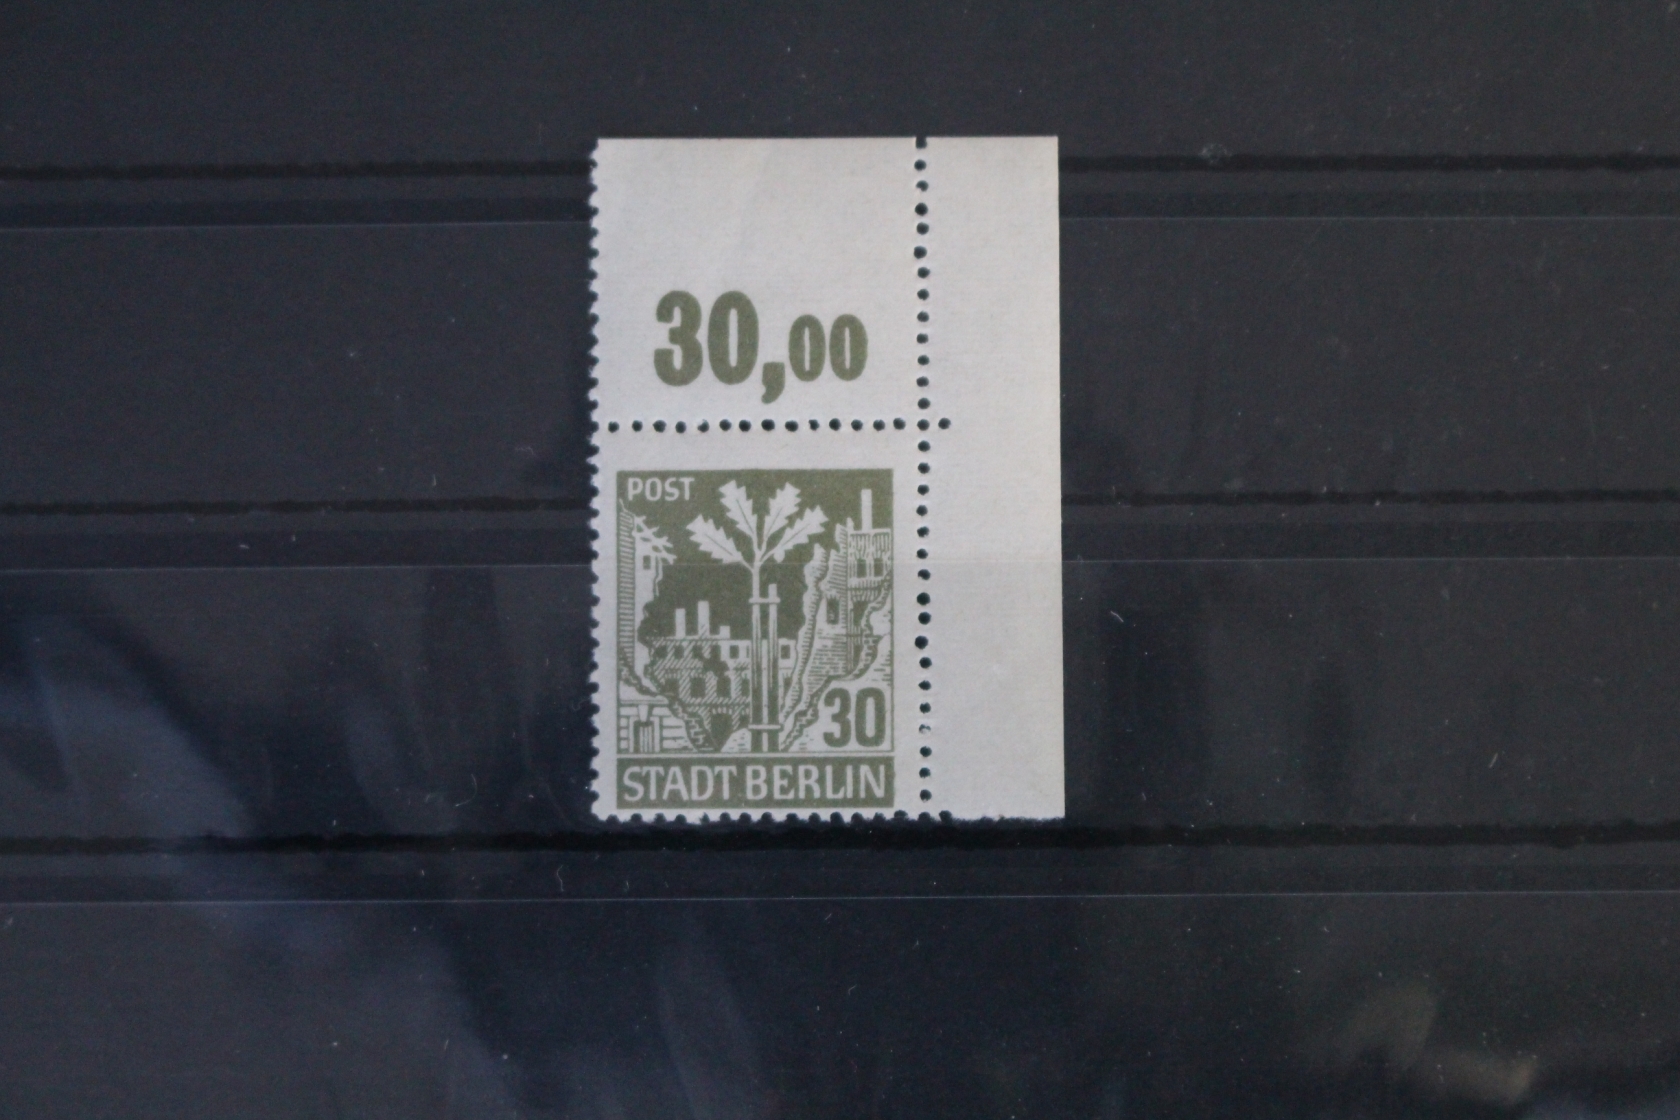 30,00
POST
30
STADT BERLIN